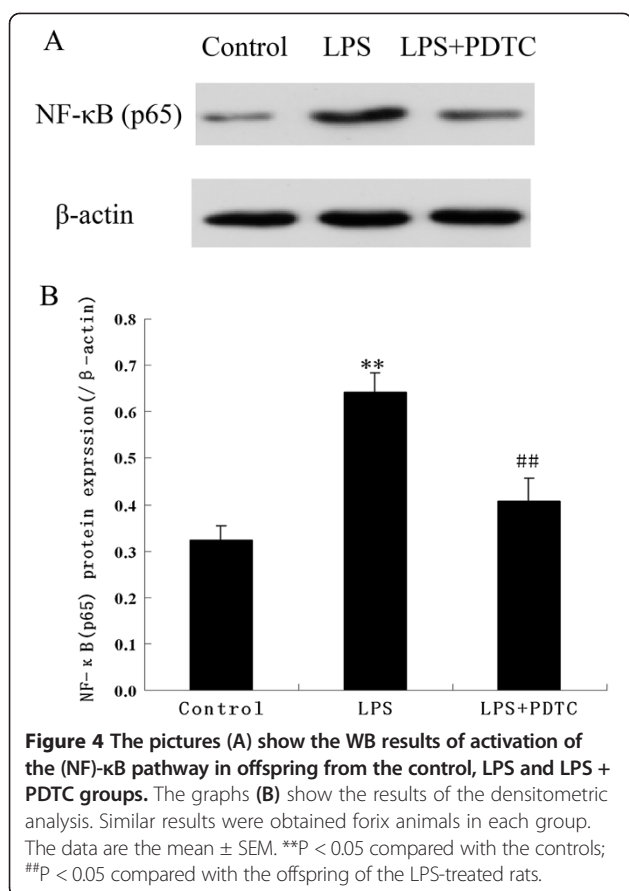 A
Control LPS LPS+PDTC
NF-κB (p65)
β-actin
B
NF-κB(p65) protein exprssion(/β-actin)
0.8
0.7
0.6
0.5
0.4
0.3
0.2
0.1
0.0
**
##
Control LPS LPS+PDTC
Figure 4 The pictures (A) show the WB results of activation of
the (NF)-κB pathway in offspring from the control, LPS and LPS +
PDTC groups. The graphs (B) show the results of the densitometric
analysis. Similar results were obtained forix animals in each group.
The data are the mean ± SEM. **P < 0.05 compared with the controls;
##P < 0.05 compared with the offspring of the LPS-treated rats.